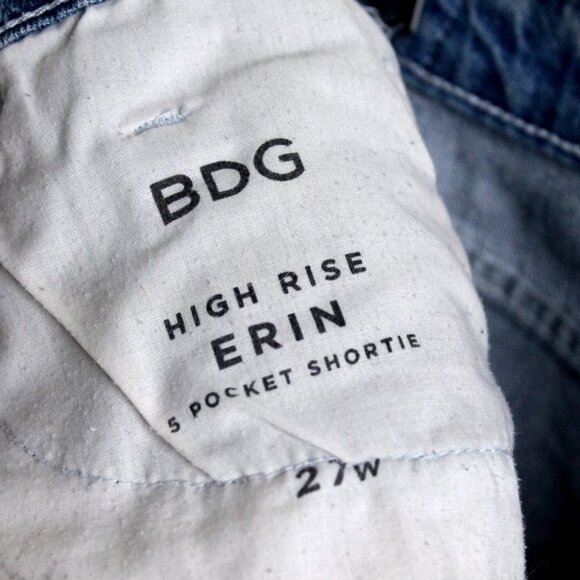 BDG
HIGH RISE
ERIN
5 POCKET SHORTIE
27W